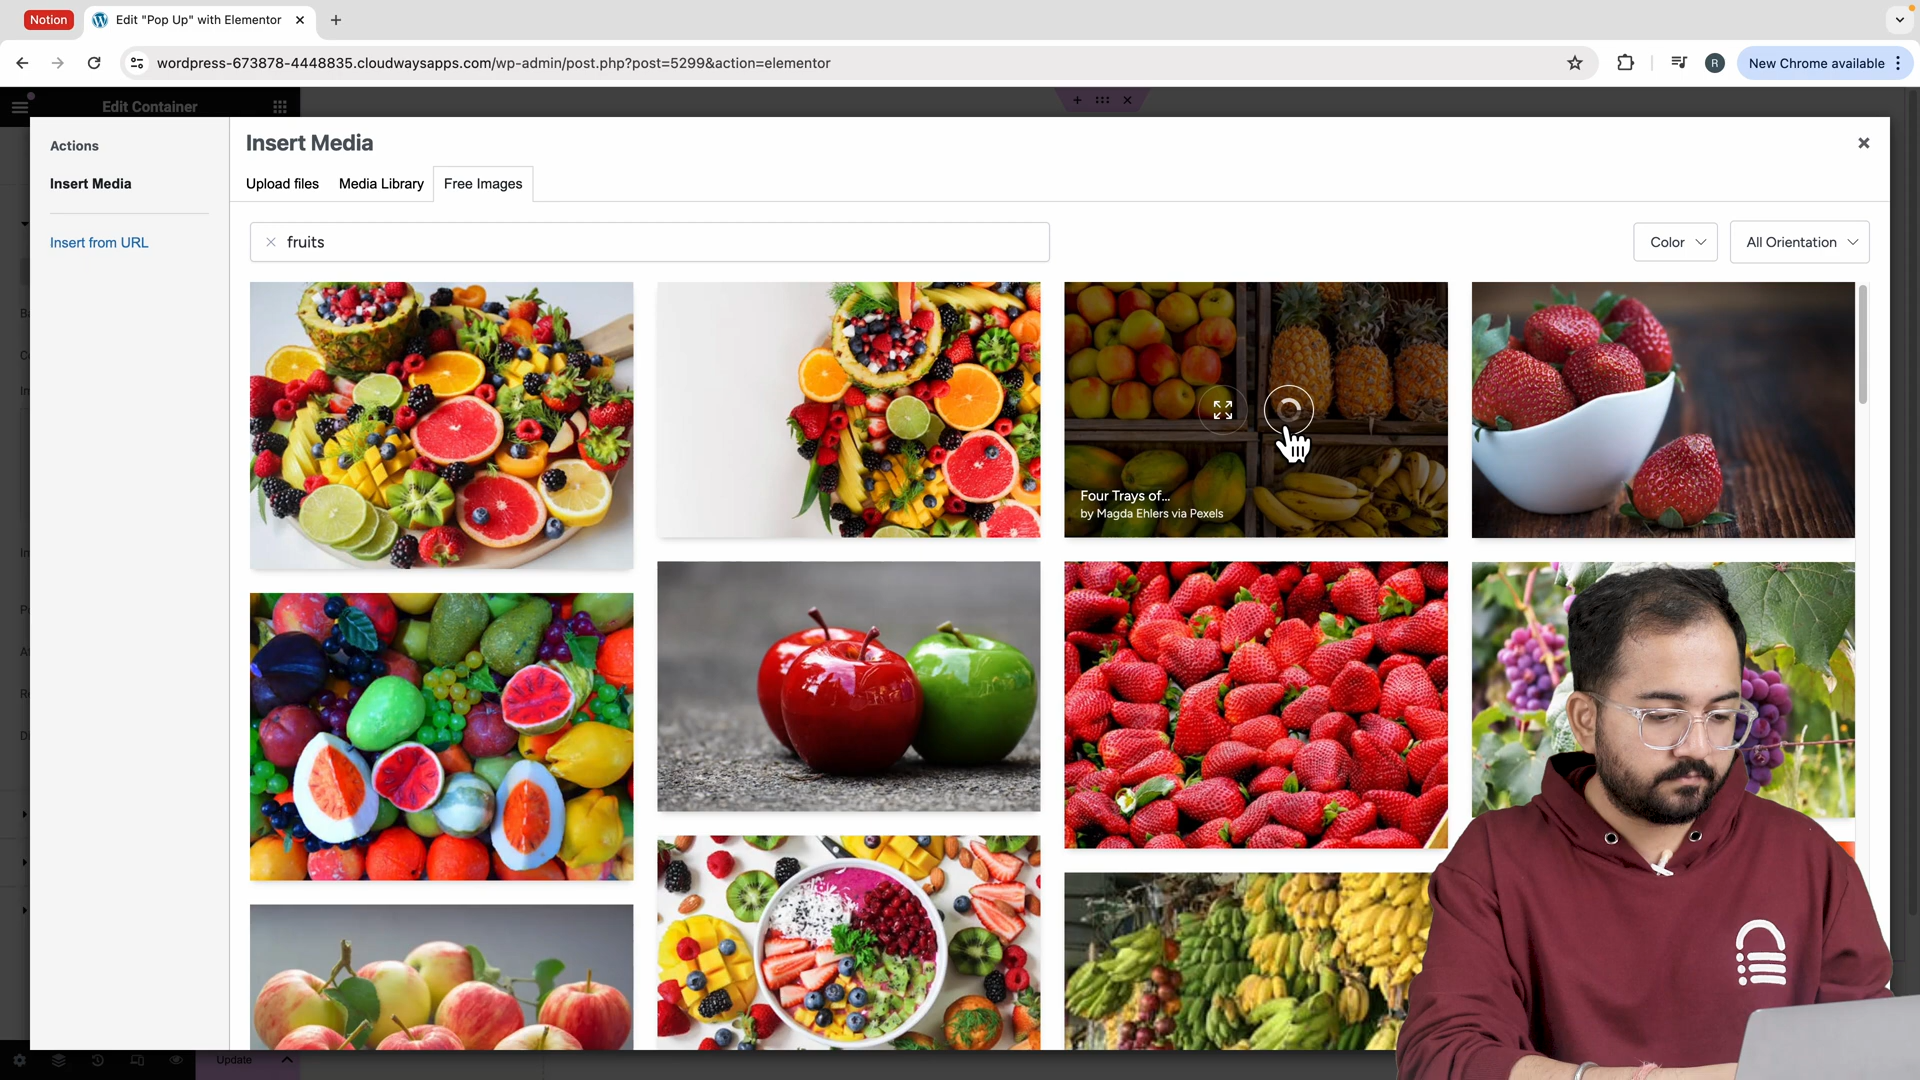 Notion
Edit "Pop Up" with Elementor
wordpress-673878-4448835.cloudwaysapps.com/wp-admin/post.php?post=5299&action=elementor
R
New Chrome available
Edit Container
Actions
Insert Media
Insert from URL
Insert Media
Upload files
Media Library
Free Images
fruits
Color
All Orientation
Four Trays of...
by Magda Ehlers via Pexels
Update